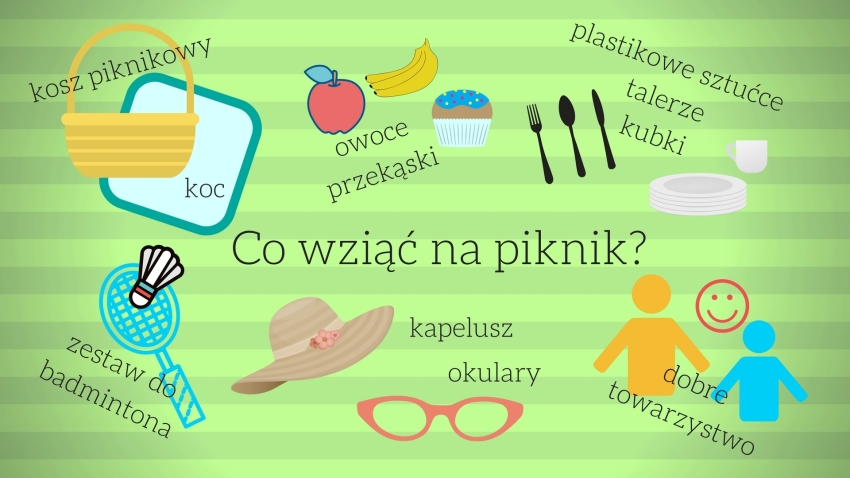 kosz piknikowy
koc
owoce
przekąski
plastikowe sztućce
talerze
kubki
Co wziąć na piknik?
zestaw do
badmintona
kapelusz
okulary
dobre
towarzystwo